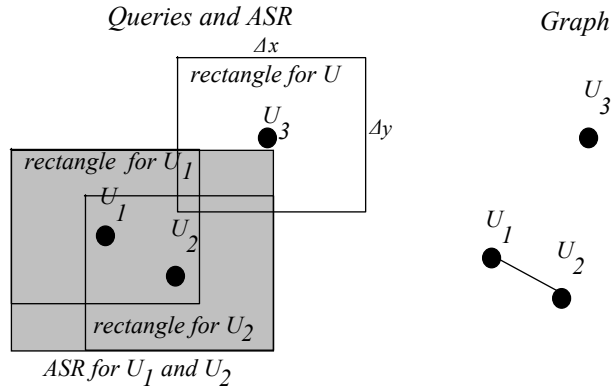 Queries and ASR
Graph
Δx
rectangle for U
U3
Δy
rectangle for U1
U1
U2
rectangle for U2
ASR for U1 and U2
U3
U1
U2